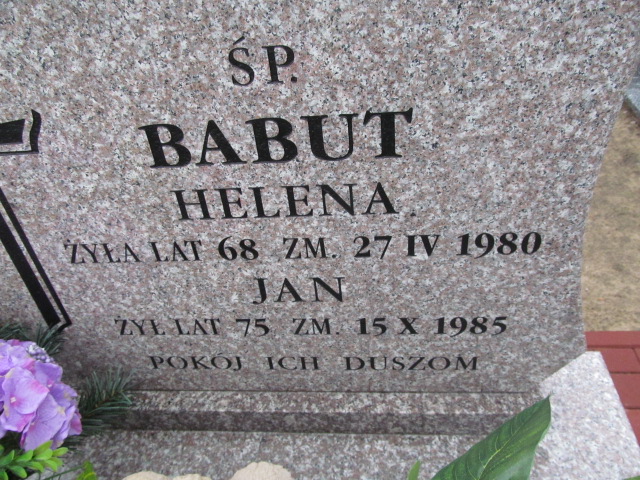 ŚP.
BABUT
HELENA
ŻYŁA LAT 68 ZM. 27 IV 1980
JAN
ŻYŁ LAT 75 ZM. 15 X 1985
POKÓJ ICH DUSZOM